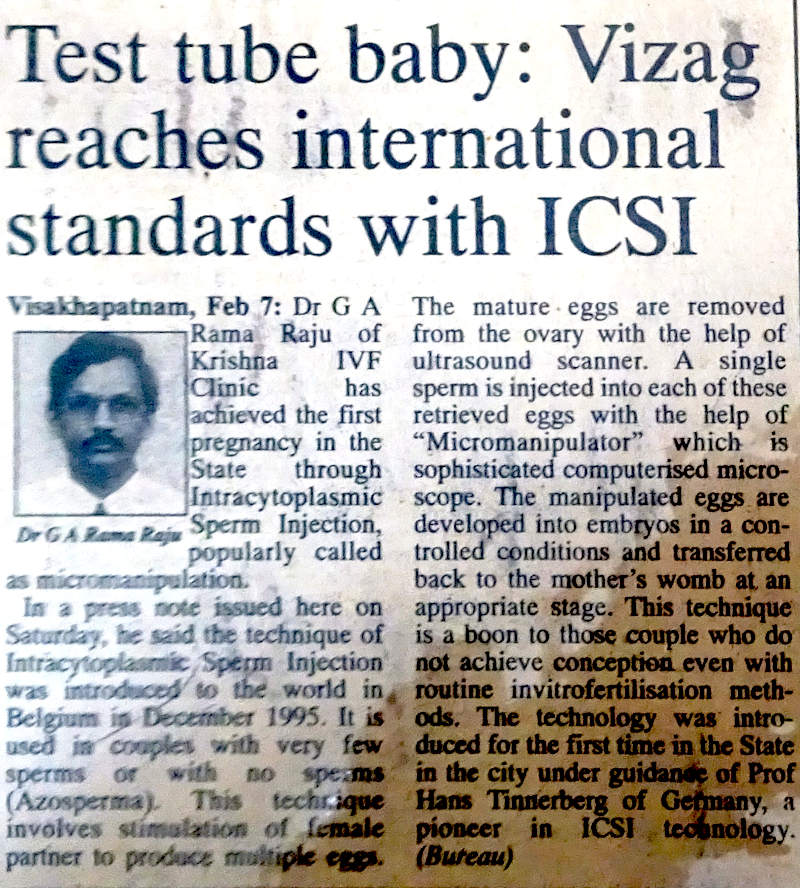 Test tube baby: Vizag
reaches international
standards with ICSI
Visakhapatnam, Feb 7: Dr G A
Rama Raju of
Krishna IVF
Clinic has
achieved the first
pregnancy in the
State through
Intracytoplasmic
Sperm Injection,
popularly called
Dr G A Rama Raju
as micromanipulation.
In a press note issued here on
Saturday, he said the technique of
Intracytoplasmic Sperm Injection
was introduced to the world in
Belgium in December 1995. It is
used in couples with very few
sperms or with no sperms
(Azosperma). This technique
involves stimulation of female
partner to produce multiple eggs.
The mature eggs are removed
from the ovary with the help of
ultrasound scanner. A single
sperm is injected into each of these
retrieved eggs with the help of
“Micromanipulator” which is
sophisticated computerised micro-
scope. The manipulated eggs are
developed into embryos in a con-
trolled conditions and transferred
back to the mother’s womb at an
appropriate stage. This technique
is a boon to those couple who do
not achieve conception even with
routine invitrofertilisation meth-
ods. The technology was intro-
duced for the first time in the State
in the city under guidance of Prof
Hans Tinnerberg of Germany, a
pioneer in ICSI technology.
(Bureau)